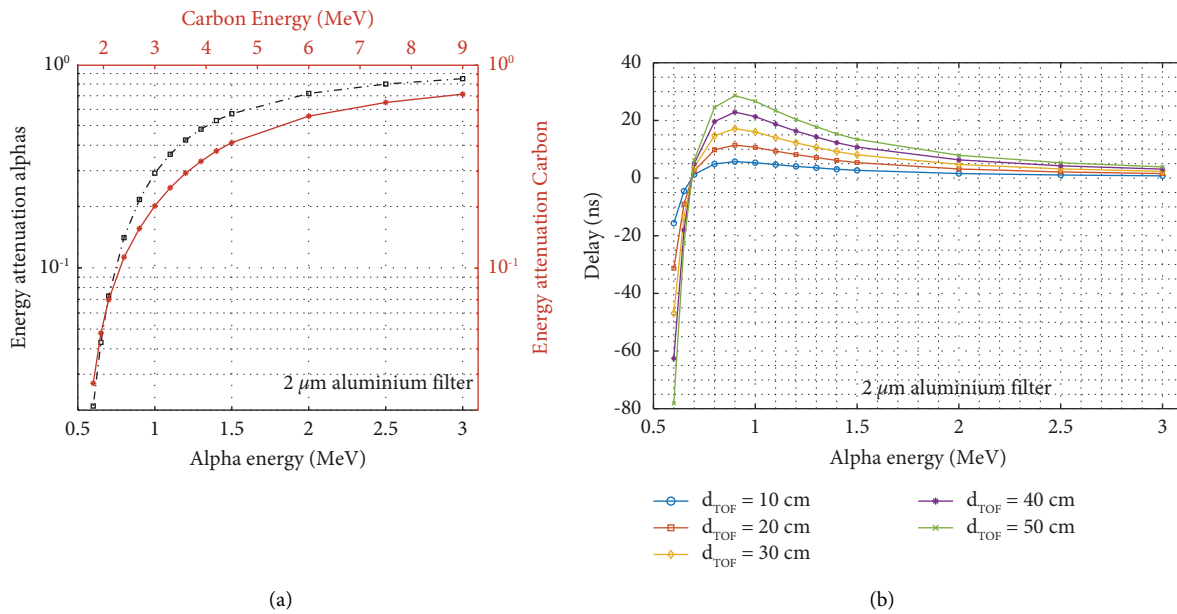 Carbon Energy (MeV)
2 3 4 5 6 7 8 9
10⁰ 10⁰
10⁻¹ 10⁻¹
Energy attenuation alphas
Energy attenuation Carbon
2 μm aluminium filter
0.5 1 1.5 2 2.5 3
Alpha energy (MeV)
(a)
40
20
0
-20
-40
-60
-80
Delay (ns)
2 μm aluminium filter
0.5 1 1.5 2 2.5 3
Alpha energy (MeV)
d_TOF = 10 cm
d_TOF = 20 cm
d_TOF = 30 cm
d_TOF = 40 cm
d_TOF = 50 cm
(b)